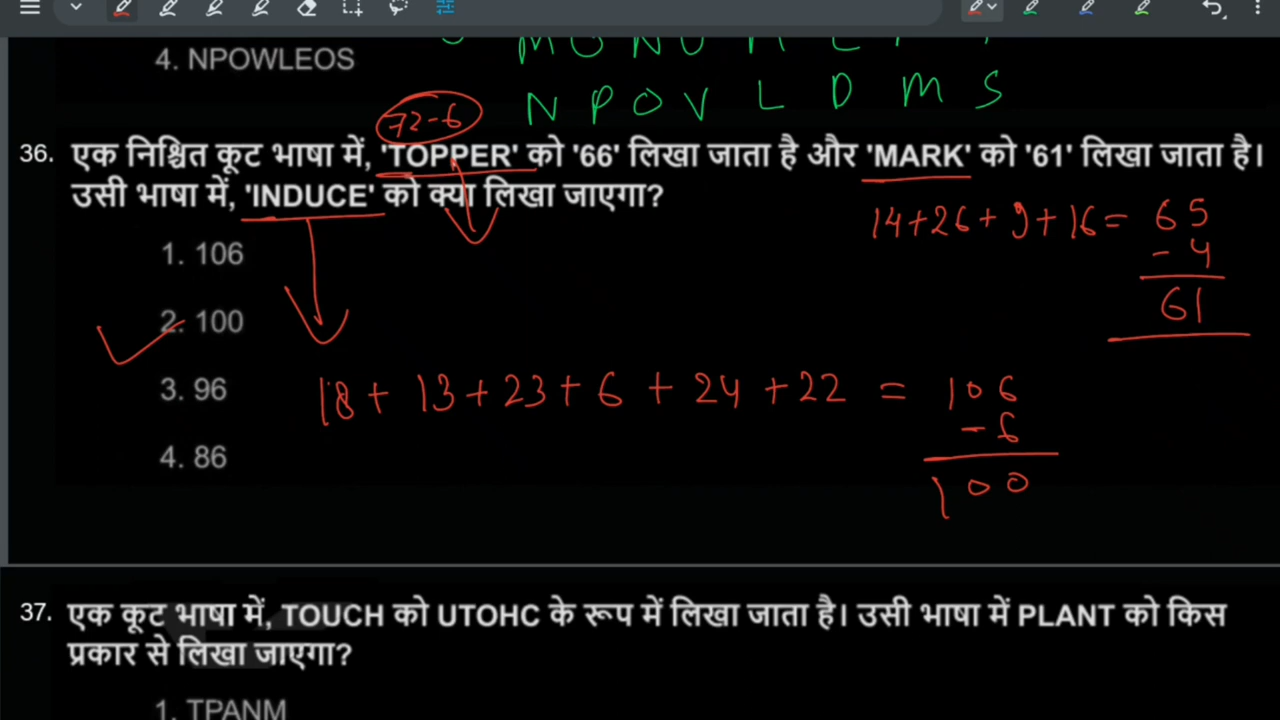 4. NPOWLEOS
N P O V L D M S
72-6
36. एक निश्चित कूट भाषा में, 'TOPPER' को '66' लिखा जाता है और 'MARK' को '61' लिखा जाता है।
उसी भाषा में, 'INDUCE' को क्या लिखा जाएगा?
14+26+9+16= 65
-4
61
1. 106
2. 100
3. 96
18+ 13+23+6 +24+22 = 106
-6
100
4. 86
37. एक कूट भाषा में, TOUCH को UTOHC के रूप में लिखा जाता है। उसी भाषा में PLANT को किस
प्रकार से लिखा जाएगा?
1. TPANM